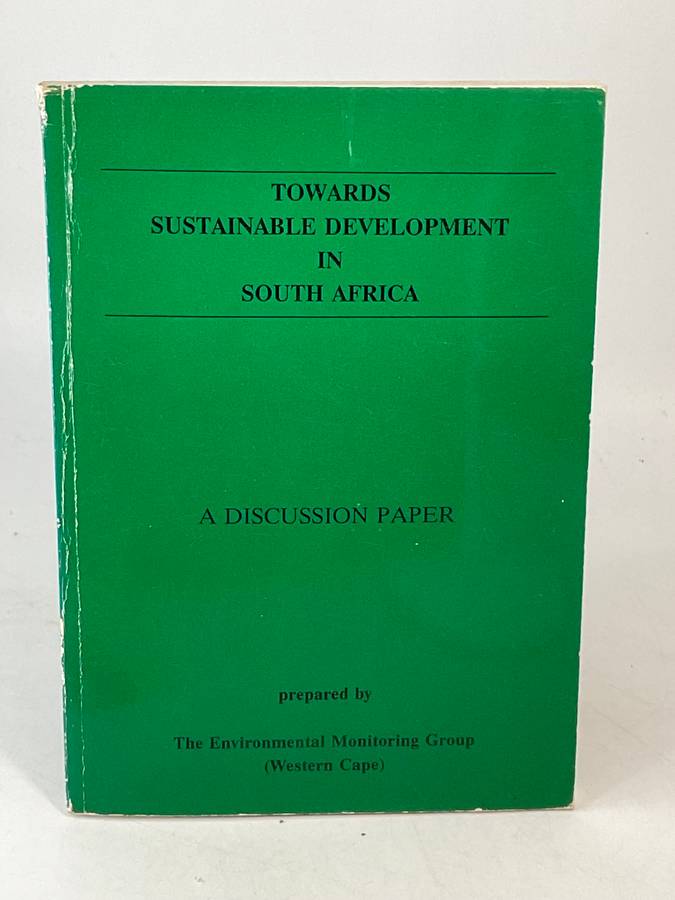 TOWARDS
SUSTAINABLE DEVELOPMENT
IN
SOUTH AFRICA
A DISCUSSION PAPER
prepared by
The Environmental Monitoring Group
(Western Cape)